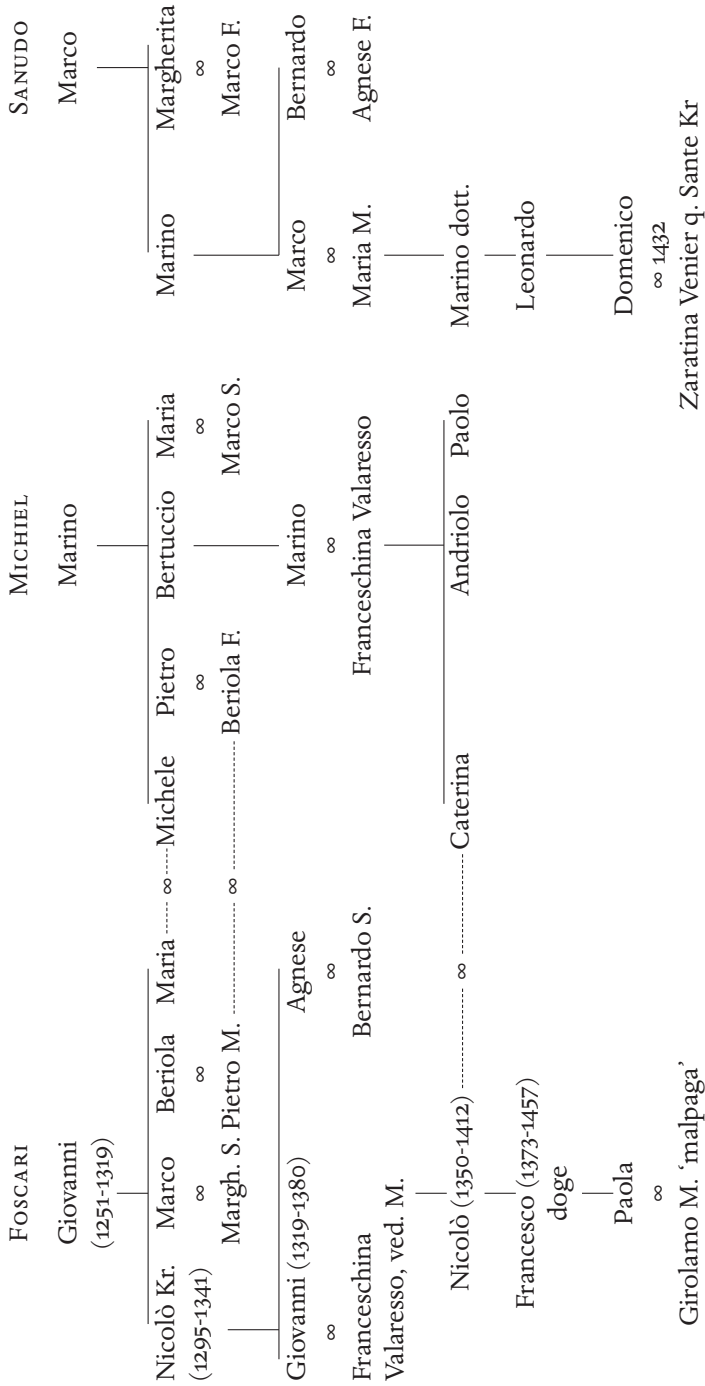 FOSCARI MICHIEL SANUDO
Giovanni Marino Marco
(1251-1319)
Nicolò Kr. Marco Beriola Maria ∞ Michele Pietro Bertuccio Maria Marino Margherita
(1295-1341) ∞ ∞ ∞ ∞ ∞
Margh. S. Pietro M. ∞ Beriola F. Marco S. Marco F.
Giovanni (1319-1380) Agnese Marino Marco Bernardo
∞ ∞ ∞ ∞ ∞
Franceschina Bernardo S. Franceschina Valaresso Maria M. Agnese F.
Valaresso, ved. M.
Nicolò (1350-1412) ∞ Caterina Andriolo Paolo Marino dott.
Francesco (1373-1457) Leonardo
doge
Paola Domenico
∞ ∞ 1432
Girolamo M. ‘malpaga’ Zaratina Venier q. Sante Kr